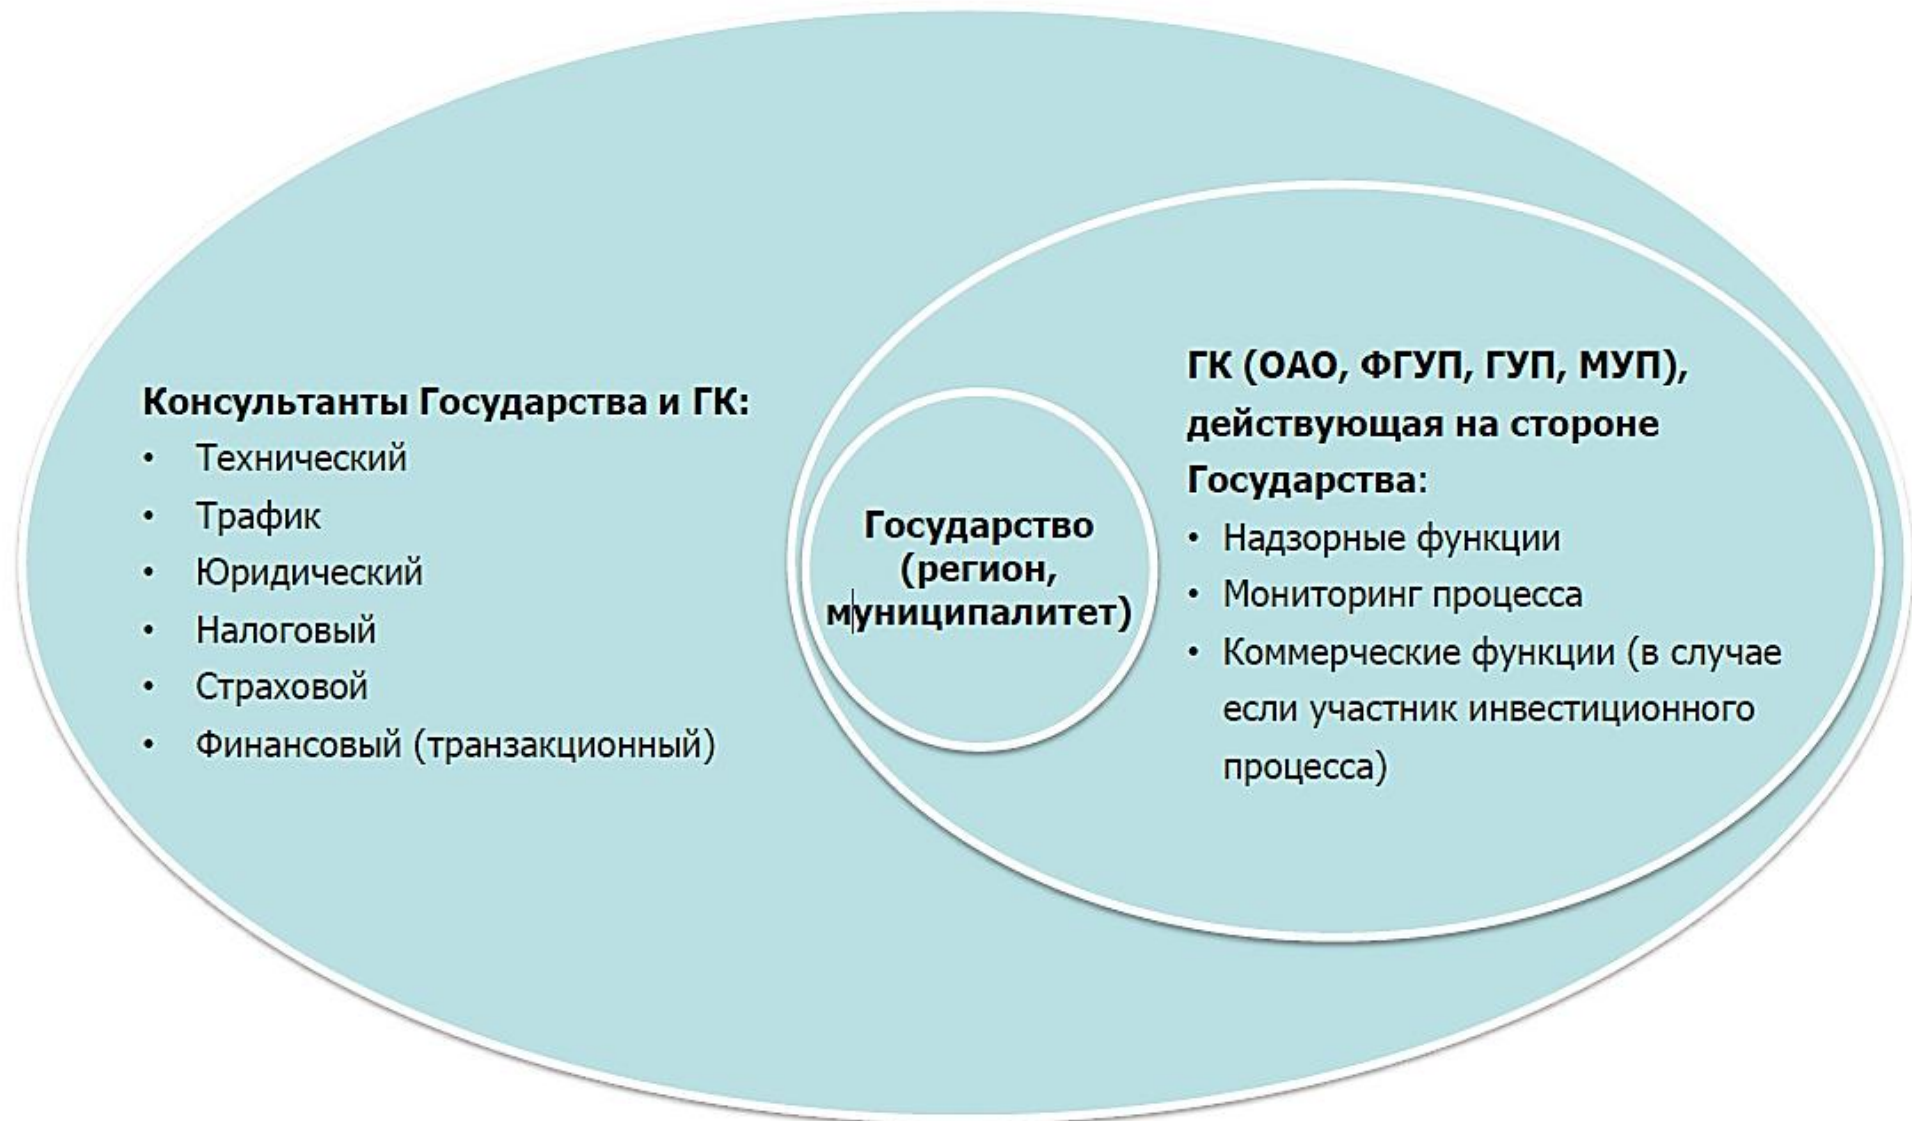 Консультанты Государства и ГК:
• Технический
• Трафик
• Юридический
• Налоговый
• Страховой
• Финансовый (транзакционный)
Государство
(регион,
муниципалитет)
ГК (ОАО, ФГУП, ГУП, МУП),
действующая на стороне
Государства:
• Надзорные функции
• Мониторинг процесса
• Коммерческие функции (в случае
если участник инвестиционного
процесса)